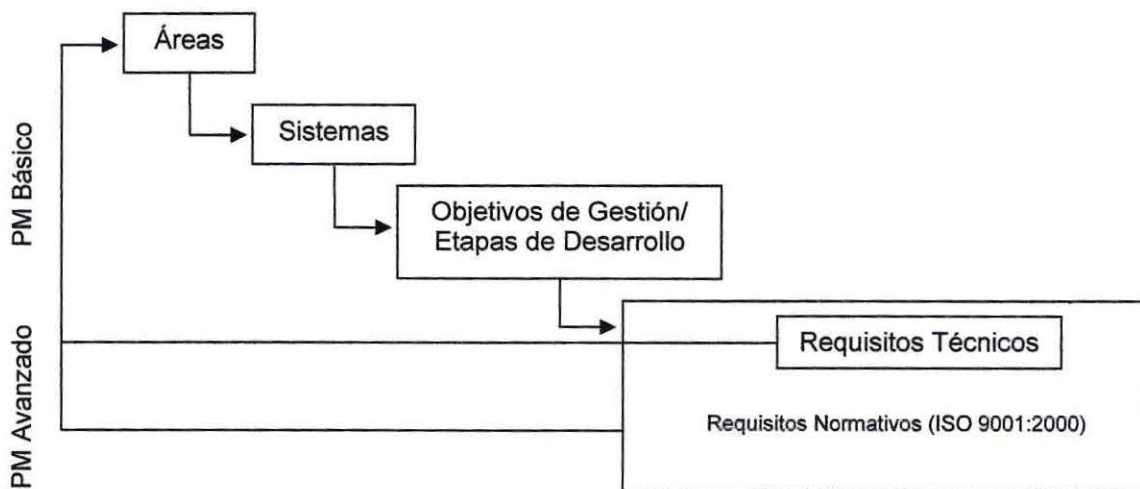 Áreas
Sistemas
Objetivos de Gestión/
Etapas de Desarrollo
Requisitos Técnicos
Requisitos Normativos (ISO 9001:2000)
PM Básico
PM Avanzado